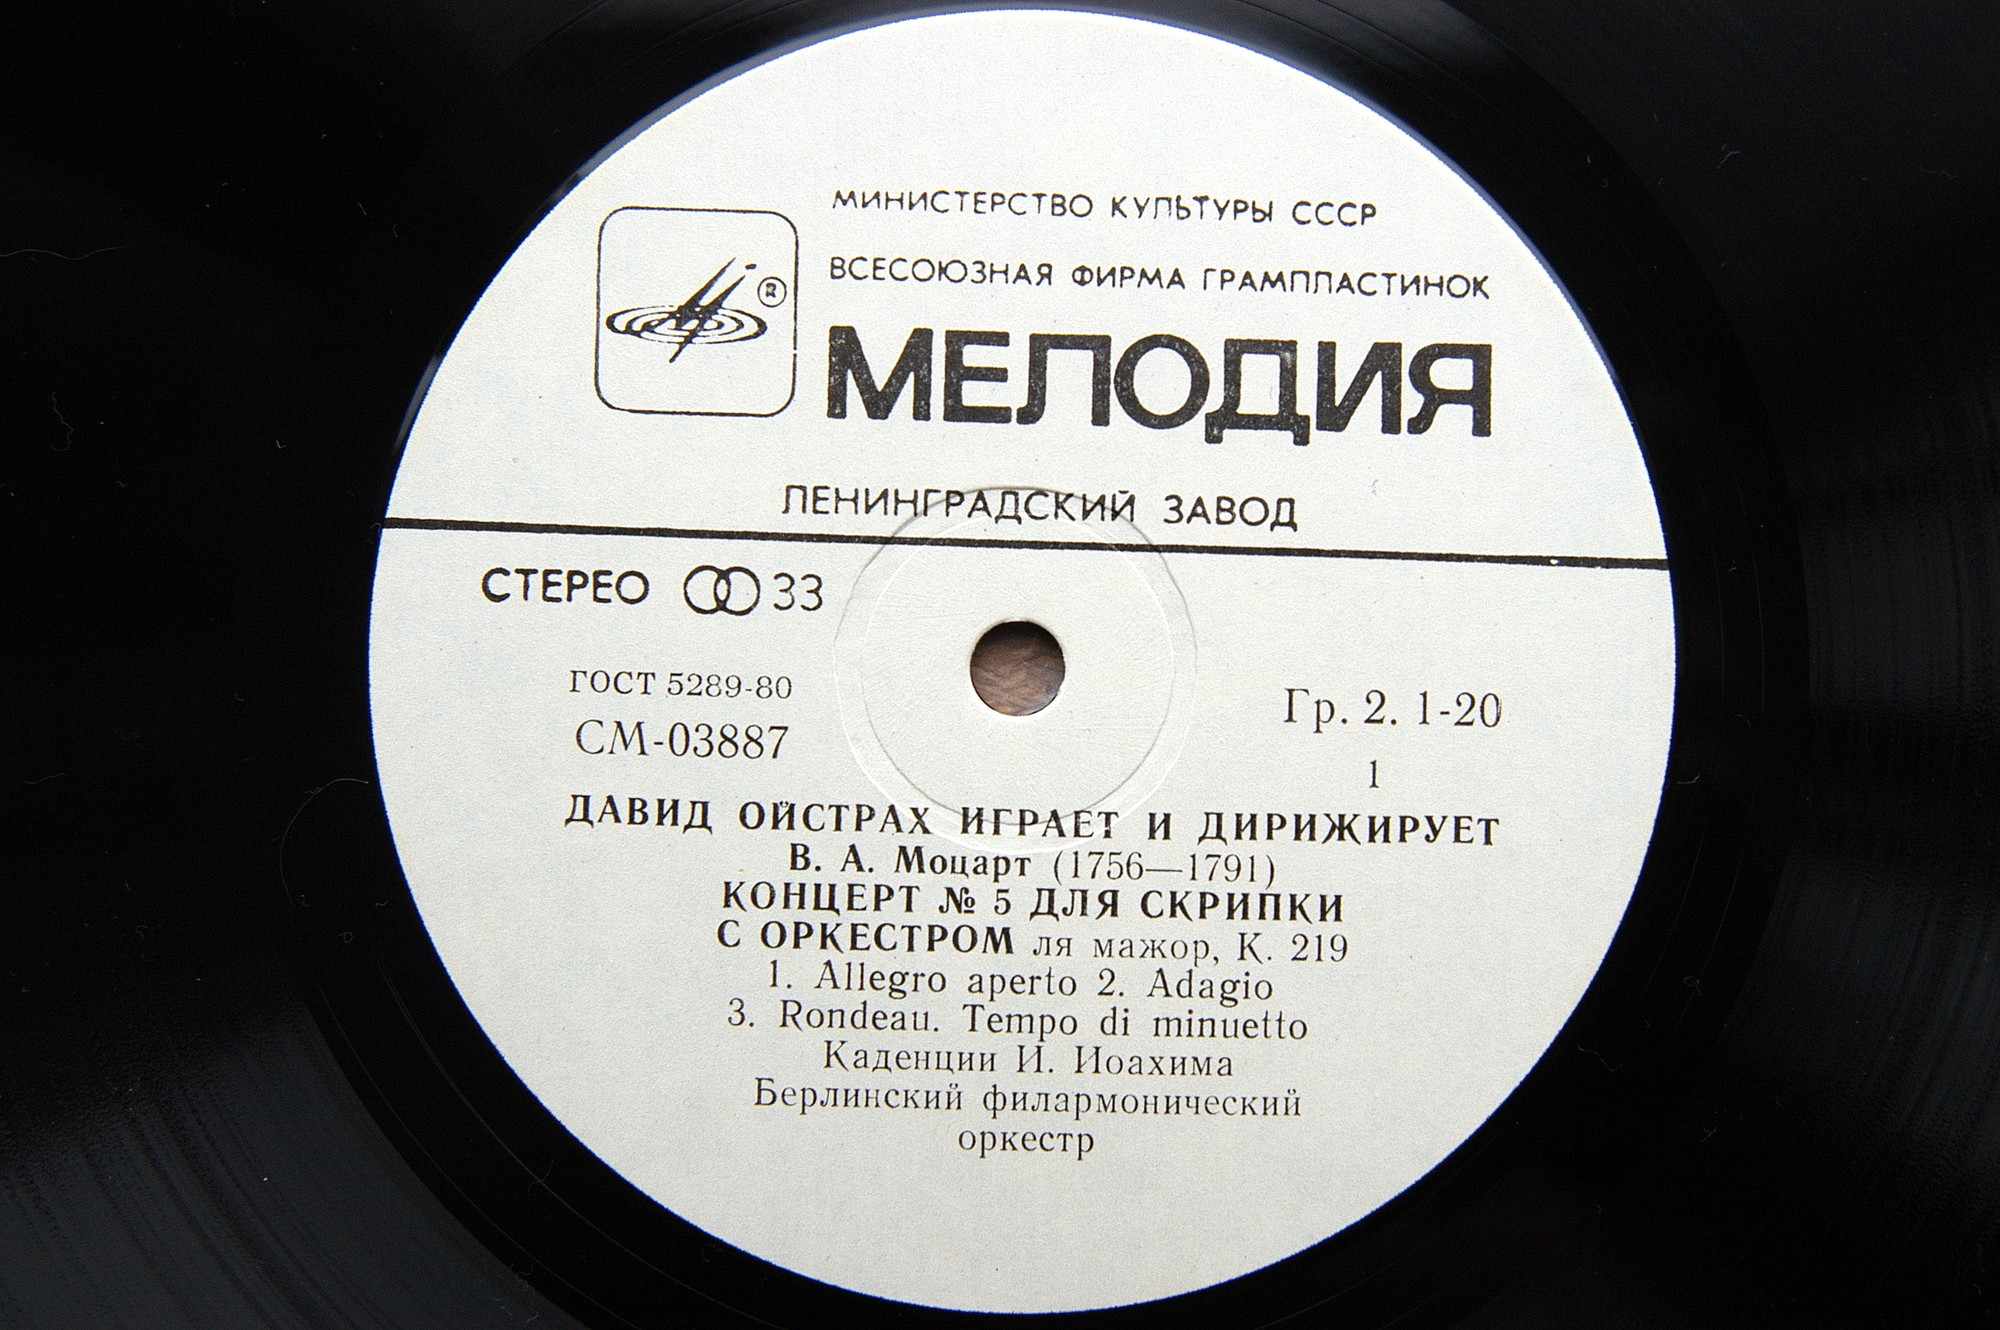 МИНИСТЕРСТВО КУЛЬТУРЫ СССР
ВСЕСОЮЗНАЯ ФИРМА ГРАМПЛАСТИНОК
®
МЕЛОДИЯ
ЛЕНИНГРАДСКИЙ ЗАВОД
СТЕРЕО 33
ГОСТ 5289-80
СМ-03887
Гр. 2. 1-20
1
ДАВИД ОЙСТРАХ ИГРАЕТ И ДИРИЖИРУЕТ
В. А. Моцарт (1756—1791)
КОНЦЕРТ № 5 ДЛЯ СКРИПКИ
С ОРКЕСТРОМ ля мажор, К. 219
1. Allegro aperto 2. Adagio
3. Rondeau. Tempo di minuetto
Каденции И. Иоахима
Берлинский филармонический
оркестр